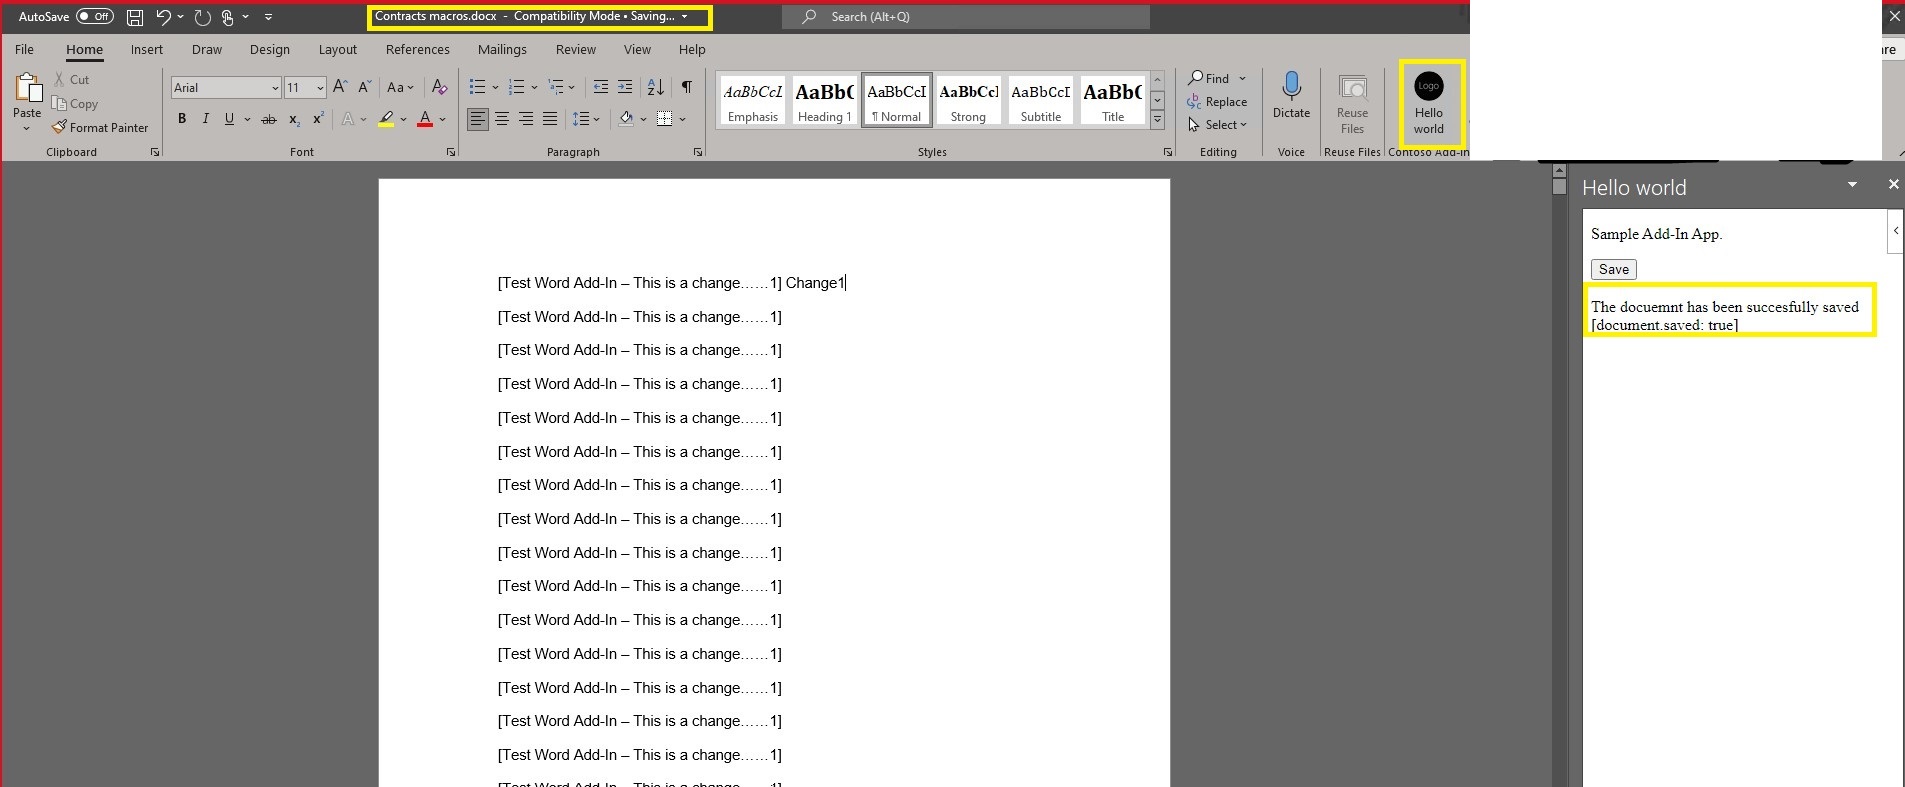 AutoSave Off Contracts macros.docx - Compatibility Mode • Saving... Search (Alt+Q)
File Home Insert Draw Design Layout References Mailings Review View Help
Paste
Cut
Copy
Format Painter
Clipboard
Arial 11 Aa
B I U ab x₂ x² A A
Font
Paragraph
AaBbCcI AaBb( AaBbCcI AaBbCcI AaBbCcI AaBb(
Emphasis Heading 1 ¶ Normal Strong Subtitle Title
Styles
Find
Replace
Select
Editing
Dictate
Voice
Reuse Files
Reuse Files
Logo
Hello world
Contoso Add-in
[Test Word Add-In – This is a change……1] Change1
[Test Word Add-In – This is a change……1]
[Test Word Add-In – This is a change……1]
[Test Word Add-In – This is a change……1]
[Test Word Add-In – This is a change……1]
[Test Word Add-In – This is a change……1]
[Test Word Add-In – This is a change……1]
[Test Word Add-In – This is a change……1]
[Test Word Add-In – This is a change……1]
[Test Word Add-In – This is a change……1]
[Test Word Add-In – This is a change……1]
[Test Word Add-In – This is a change……1]
[Test Word Add-In – This is a change……1]
[Test Word Add-In – This is a change……1]
[Test Word Add-In – This is a change……1]
Hello world
Sample Add-In App.
Save
The docuemnt has been succesfully saved
[document.saved: true]